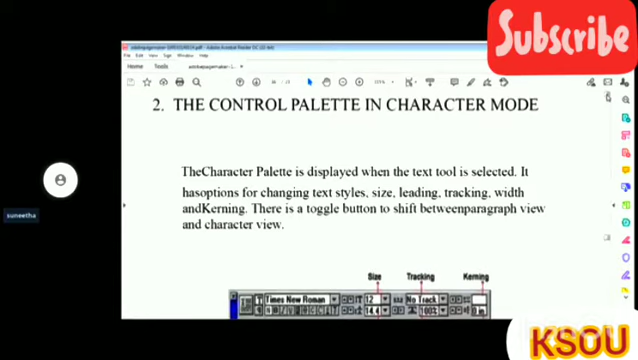 Subscribe
Home Tools
2. THE CONTROL PALETTE IN CHARACTER MODE
TheCharacter Palette is displayed when the text tool is selected. It
hasoptions for changing text styles, size, leading, tracking, width
andKerning. There is a toggle button to shift betweenparagraph view
and character view.
suneetha
Size Tracking Kerning
Times New Roman 12 No Track
14.4 100% 0 in
KSOU